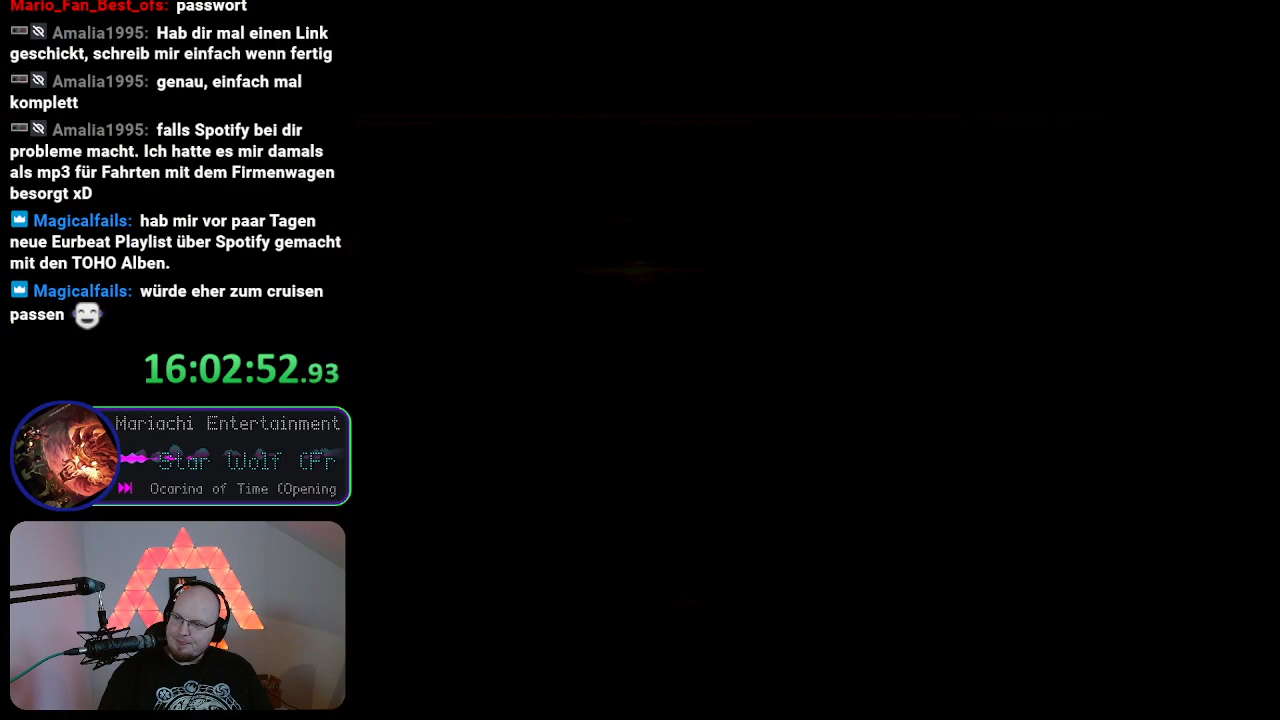 Mario_Fan_Best_ofs: passwort
Amalia1995: Hab dir mal einen Link
geschickt, schreib mir einfach wenn fertig
Amalia1995: genau, einfach mal
komplett
Amalia1995: falls Spotify bei dir
probleme macht. Ich hatte es mir damals
als mp3 für Fahrten mit dem Firmenwagen
besorgt xD
Magicalfails: hab mir vor paar Tagen
neue Eurbeat Playlist über Spotify gemacht
mit den TOHO Alben.
Magicalfails: würde eher zum cruisen
passen
16:02:52.93
Mariachi Entertainment
Star Wolf (Fr
Ocarina of Time (Opening